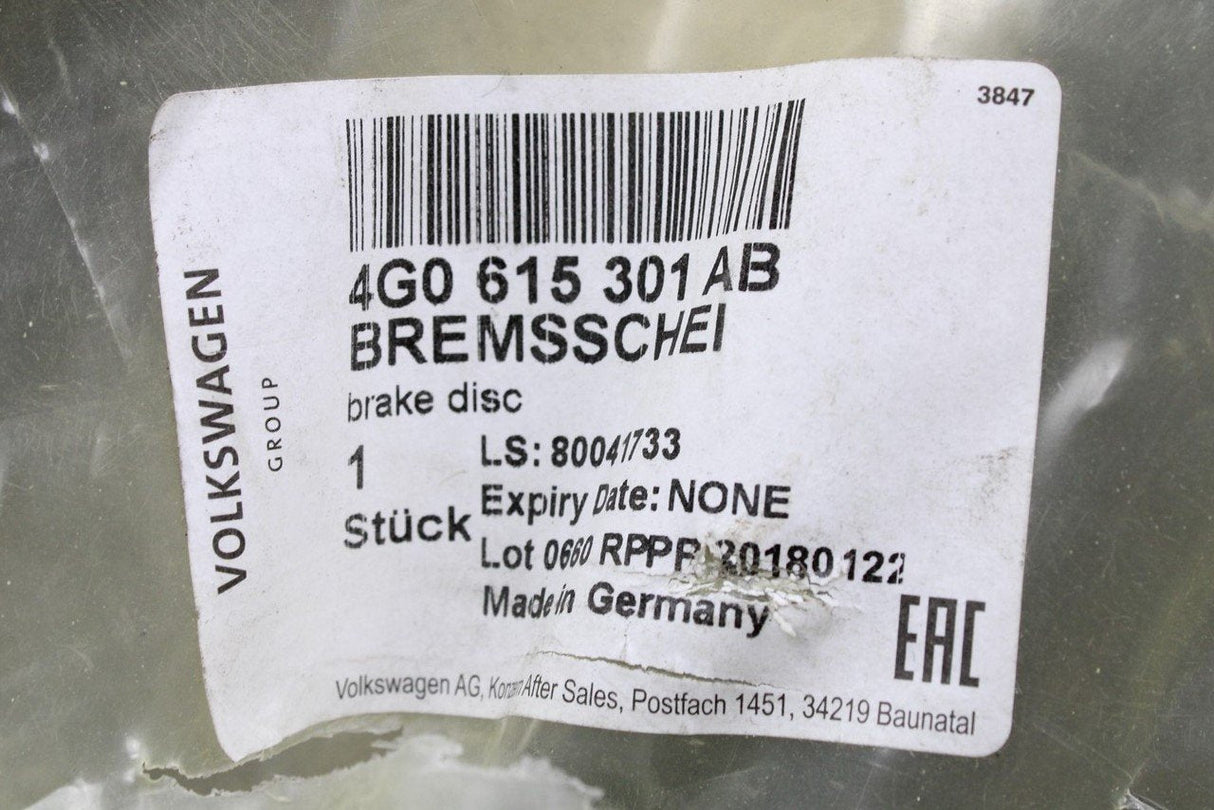 3847
VOLKSWAGEN
GROUP
4G0 615 301 AB
BREMSSCHEI
brake disc
1
Stück
LS: 80041733
Expiry Date: NONE
Lot 0660 RPPP 20180122
Made in Germany
EAC
Volkswagen AG, Konzern After Sales, Postfach 1451, 34219 Baunatal